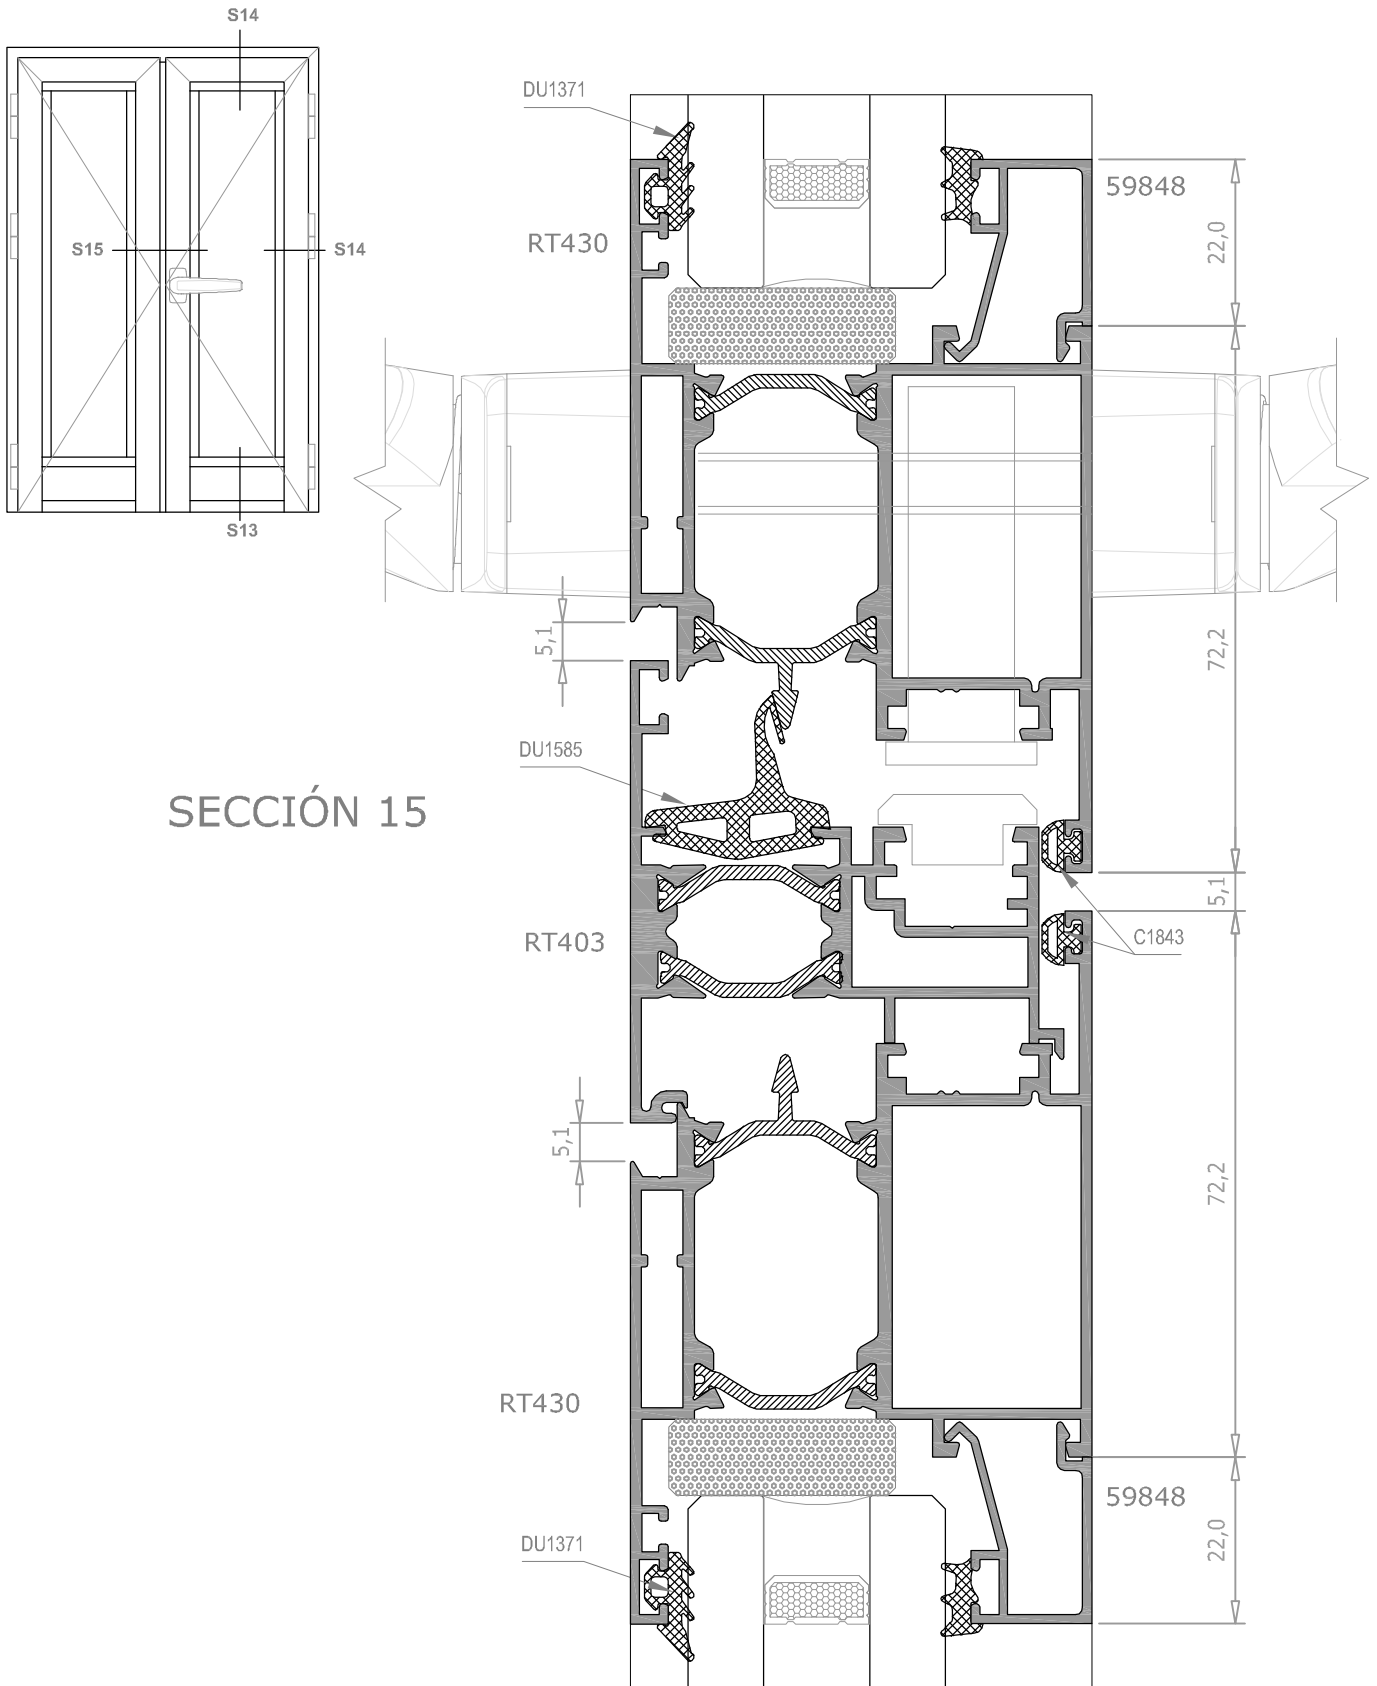 S14
DU1371
59848
22,0
RT430
S15
S14
S13
5,1
72,2
DU1585
SECCIÓN 15
5,1
RT403
C1843
5,1
72,2
RT430
59848
22,0
DU1371